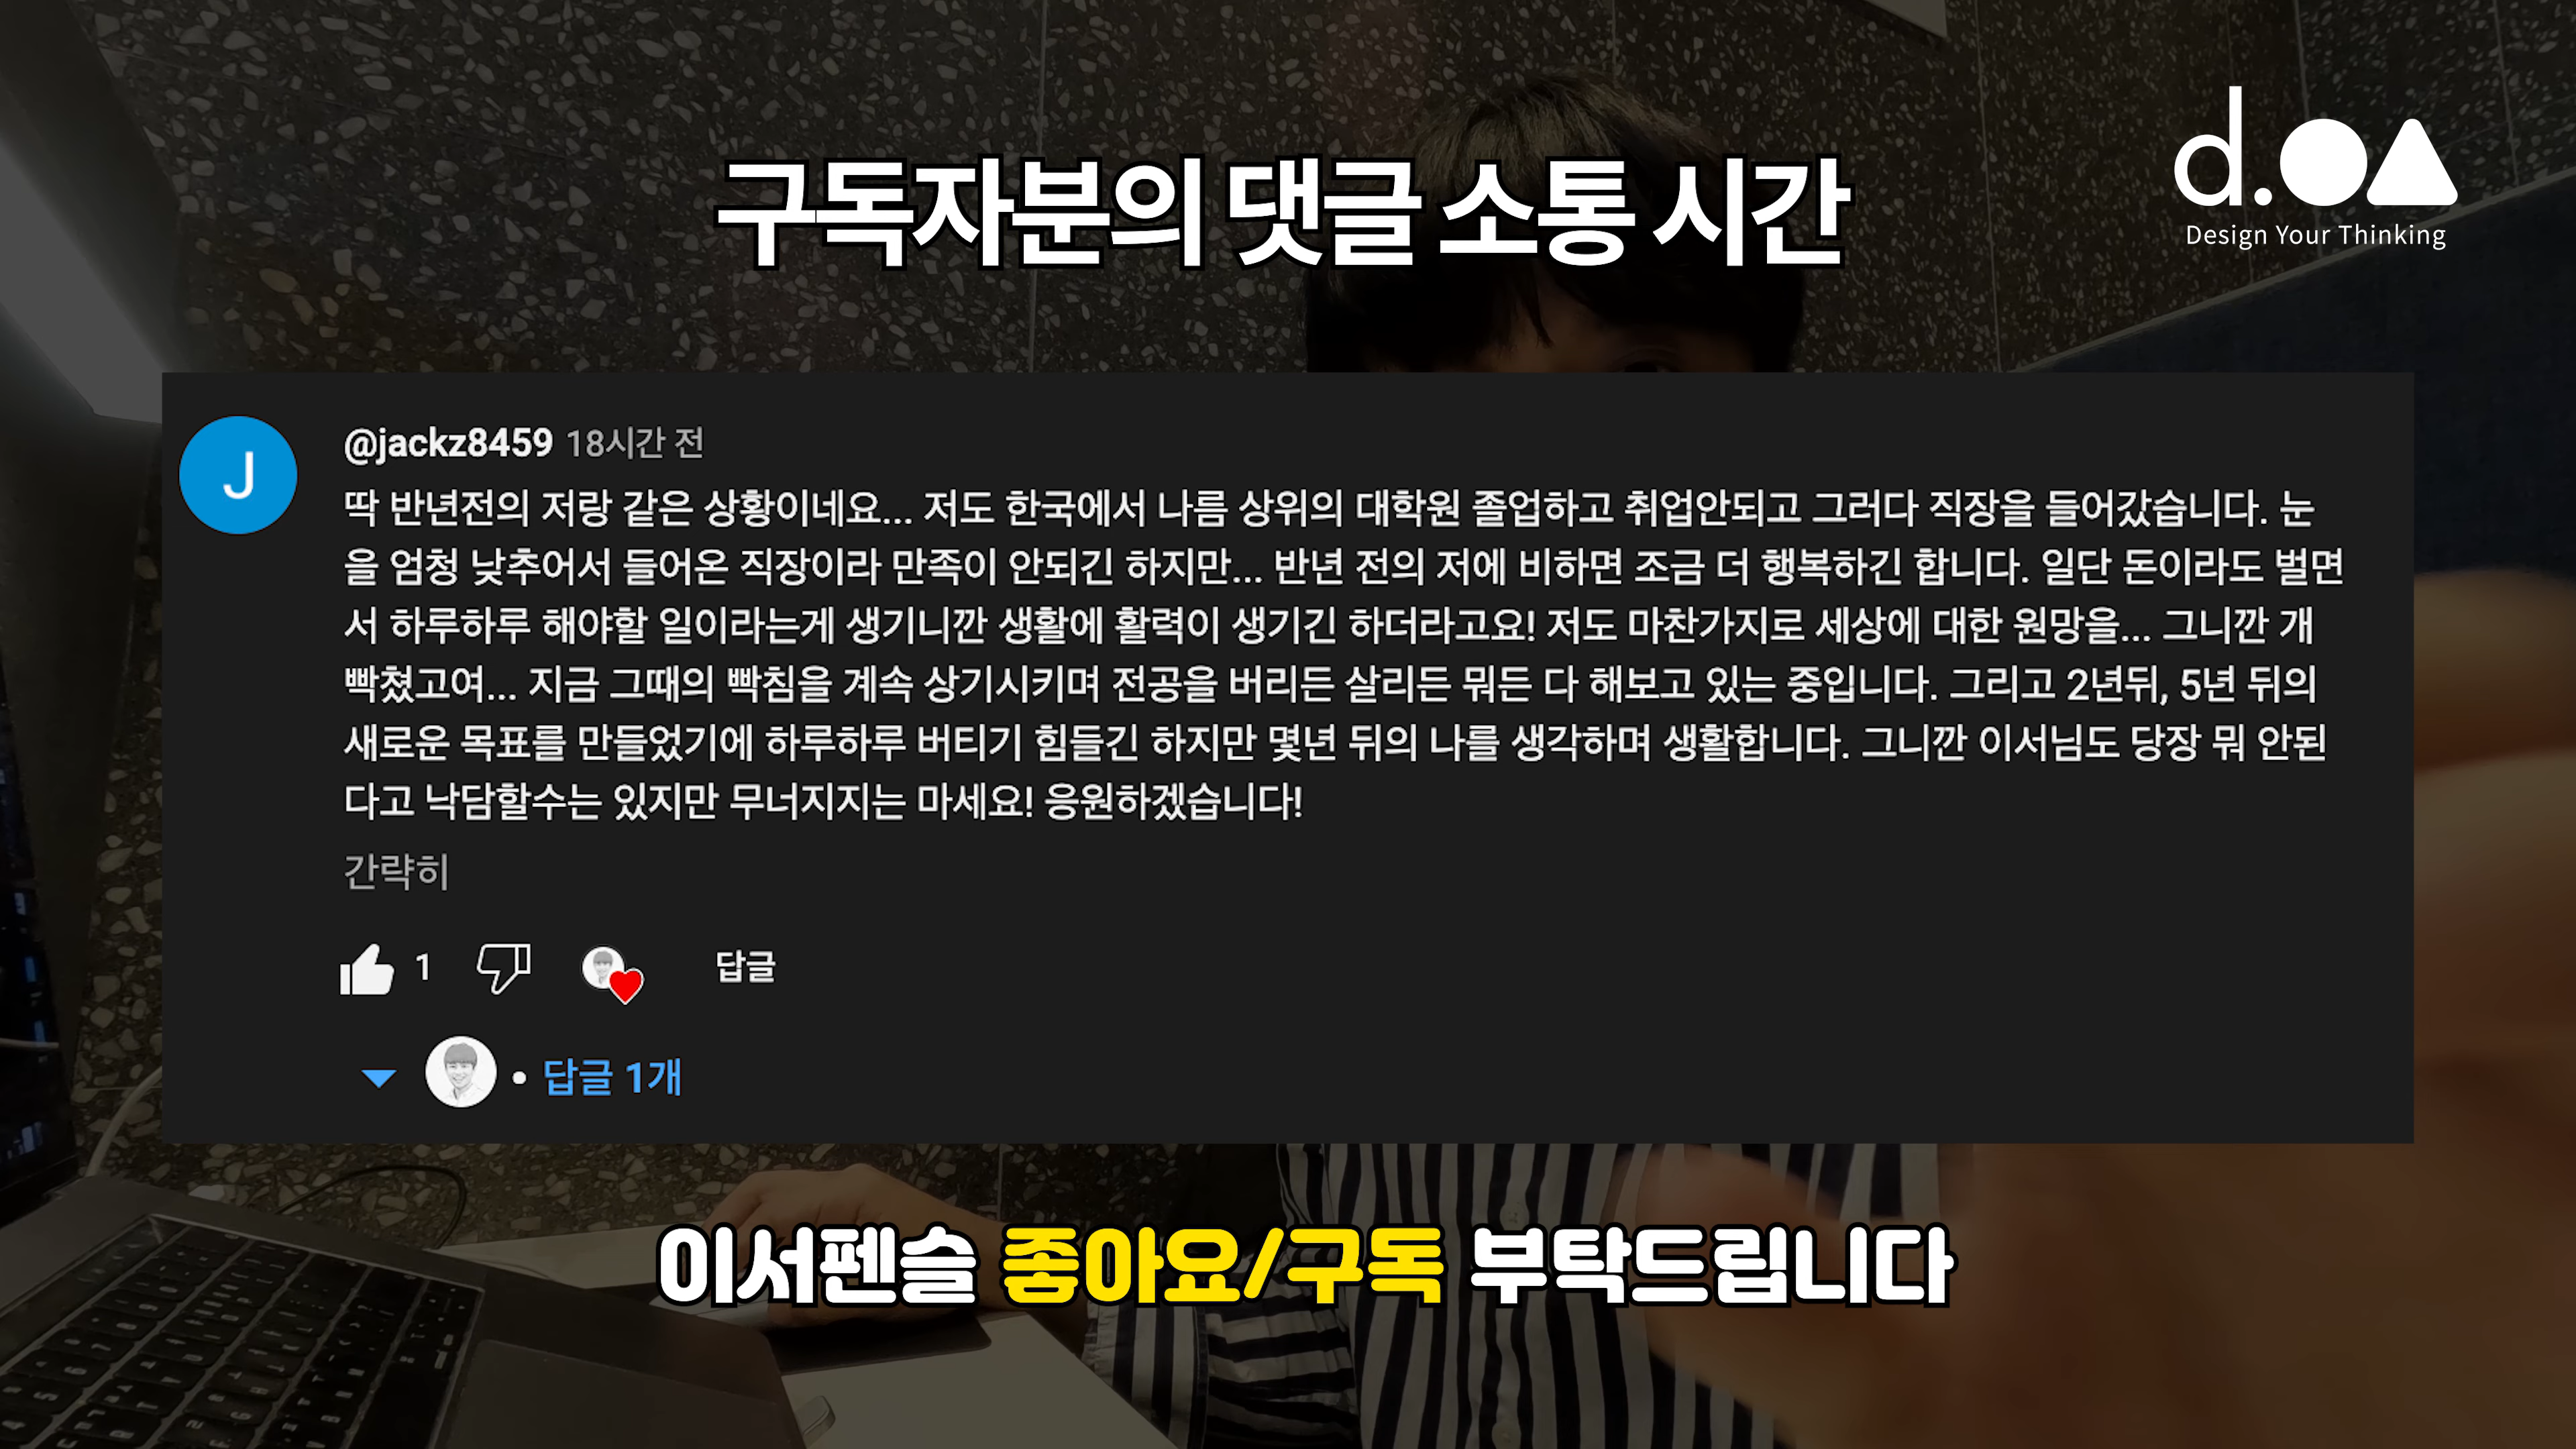 구독자분의 댓글 소통 시간
d.
Design Your Thinking
J
@jackz8459 18시간 전
딱 반년전의 저랑 같은 상황이네요... 저도 한국에서 나름 상위의 대학원 졸업하고 취업안되고 그러다 직장을 들어갔습니다. 눈
을 엄청 낮추어서 들어온 직장이라 만족이 안되긴 하지만... 반년 전의 저에 비하면 조금 더 행복하긴 합니다. 일단 돈이라도 벌면
서 하루하루 해야할 일이라는게 생기니깐 생활에 활력이 생기긴 하더라고요! 저도 마찬가지로 세상에 대한 원망을... 그니깐 개
빡쳤고여... 지금 그때의 빡침을 계속 상기시키며 전공을 버리든 살리든 뭐든 다 해보고 있는 중입니다. 그리고 2년뒤, 5년 뒤의
새로운 목표를 만들었기에 하루하루 버티기 힘들긴 하지만 몇년 뒤의 나를 생각하며 생활합니다. 그니깐 이서님도 당장 뭐 안된
다고 낙담할수는 있지만 무너지지는 마세요! 응원하겠습니다!
간략히
1 답글
• 답글 1개
이서펜슬 좋아요/구독 부탁드립니다